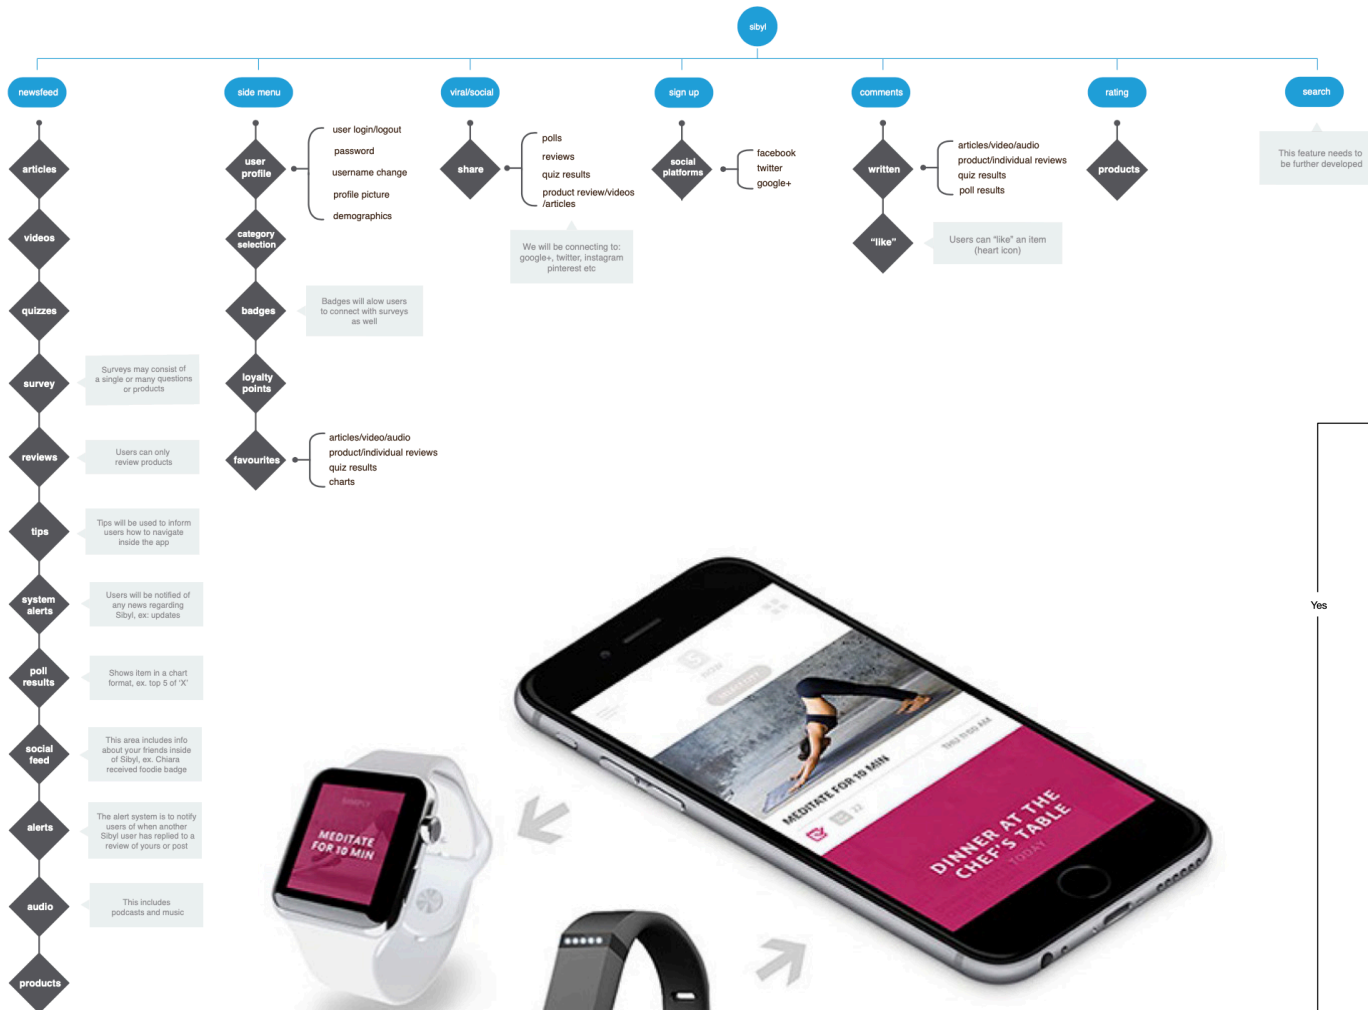 sibyl
newsfeed
side menu
viral/social
sign up
comments
rating
search
articles
videos
quizzes
survey
Surveys may consist of
a single or many questions
or products
reviews
Users can only
review products
tips
Tips will be used to inform
users how to navigate
inside the app
system
alerts
Users will be notified of
any news regarding
Sibyl, ex: updates
poll
results
Shows item in a chart
format, ex. top 5 of 'X'
social
feed
This area includes info
about your friends inside
of Sibyl, ex. Chiara
received foodie badge
alerts
The alert system is to notify
users of when another
Sibyl user has replied to a
review of yours or post
audio
This includes
podcasts and music
products
user
profile
user login/logout
password
username change
profile picture
demographics
category
selection
badges
Badges will alow users
to connect with surveys
as well
loyalty
points
favourites
articles/video/audio
product/individual reviews
quiz results
charts
share
polls
reviews
quiz results
product review/videos
/articles
We will be connecting to:
google+, twitter, instagram
pinterest etc
social
platforms
facebook
twitter
google+
written
articles/video/audio
product/individual reviews
quiz results
poll results
"like"
Users can "like" an item
(heart icon)
products
This feature needs to
be further developed
Yes
NOW
MEDITATE FOR 10 MIN
THU 11:00 AM
22
DINNER AT THE
CHEF'S TABLE
TODAY
SIMPLY
MEDITATE
FOR 10 MIN